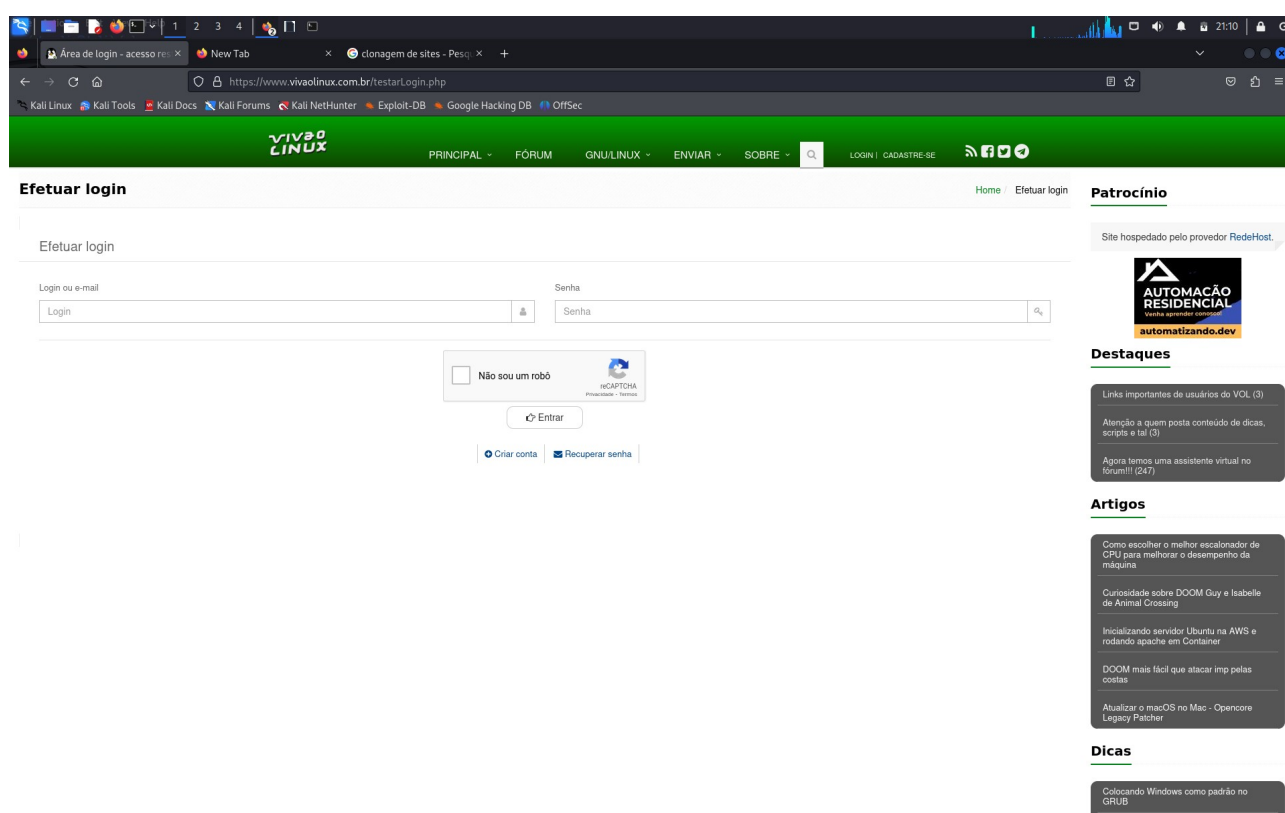 1 2 3 4
21:10
Área de login - acesso res
New Tab
clonagem de sites - Pesq
https://www.vivaolinux.com.br/testarLogin.php
Kali Linux Kali Tools Kali Docs Kali Forums Kali NetHunter Exploit-DB Google Hacking DB OffSec
VIVAO
LINUX
PRINCIPAL FÓRUM GNU/LINUX ENVIAR SOBRE LOGIN | CADASTRE-SE
Efetuar login
Home / Efetuar login
Efetuar login
Login ou e-mail
Senha
Login
Senha
Não sou um robô
reCAPTCHA
Privacidade - Termos
Entrar
Criar conta
Recuperar senha
Patrocínio
Site hospedado pelo provedor RedeHost.
AUTOMAÇÃO
RESIDENCIAL
Venha aprender conosco!
automatizando.dev
Destaques
Links importantes de usuários do VOL (3)
Atenção a quem posta conteúdo de dicas,
scripts e tal (3)
Agora temos uma assistente virtual no
fórum!!! (247)
Artigos
Como escolher o melhor escalonador de
CPU para melhorar o desempenho da
máquina
Curiosidade sobre DOOM Guy e Isabelle
de Animal Crossing
Inicializando servidor Ubuntu na AWS e
rodando apache em Container
DOOM mais fácil que atacar imp pelas
costas
Atualizar o macOS no Mac - Opencore
Legacy Patcher
Dicas
Colocando Windows como padrão no
GRUB